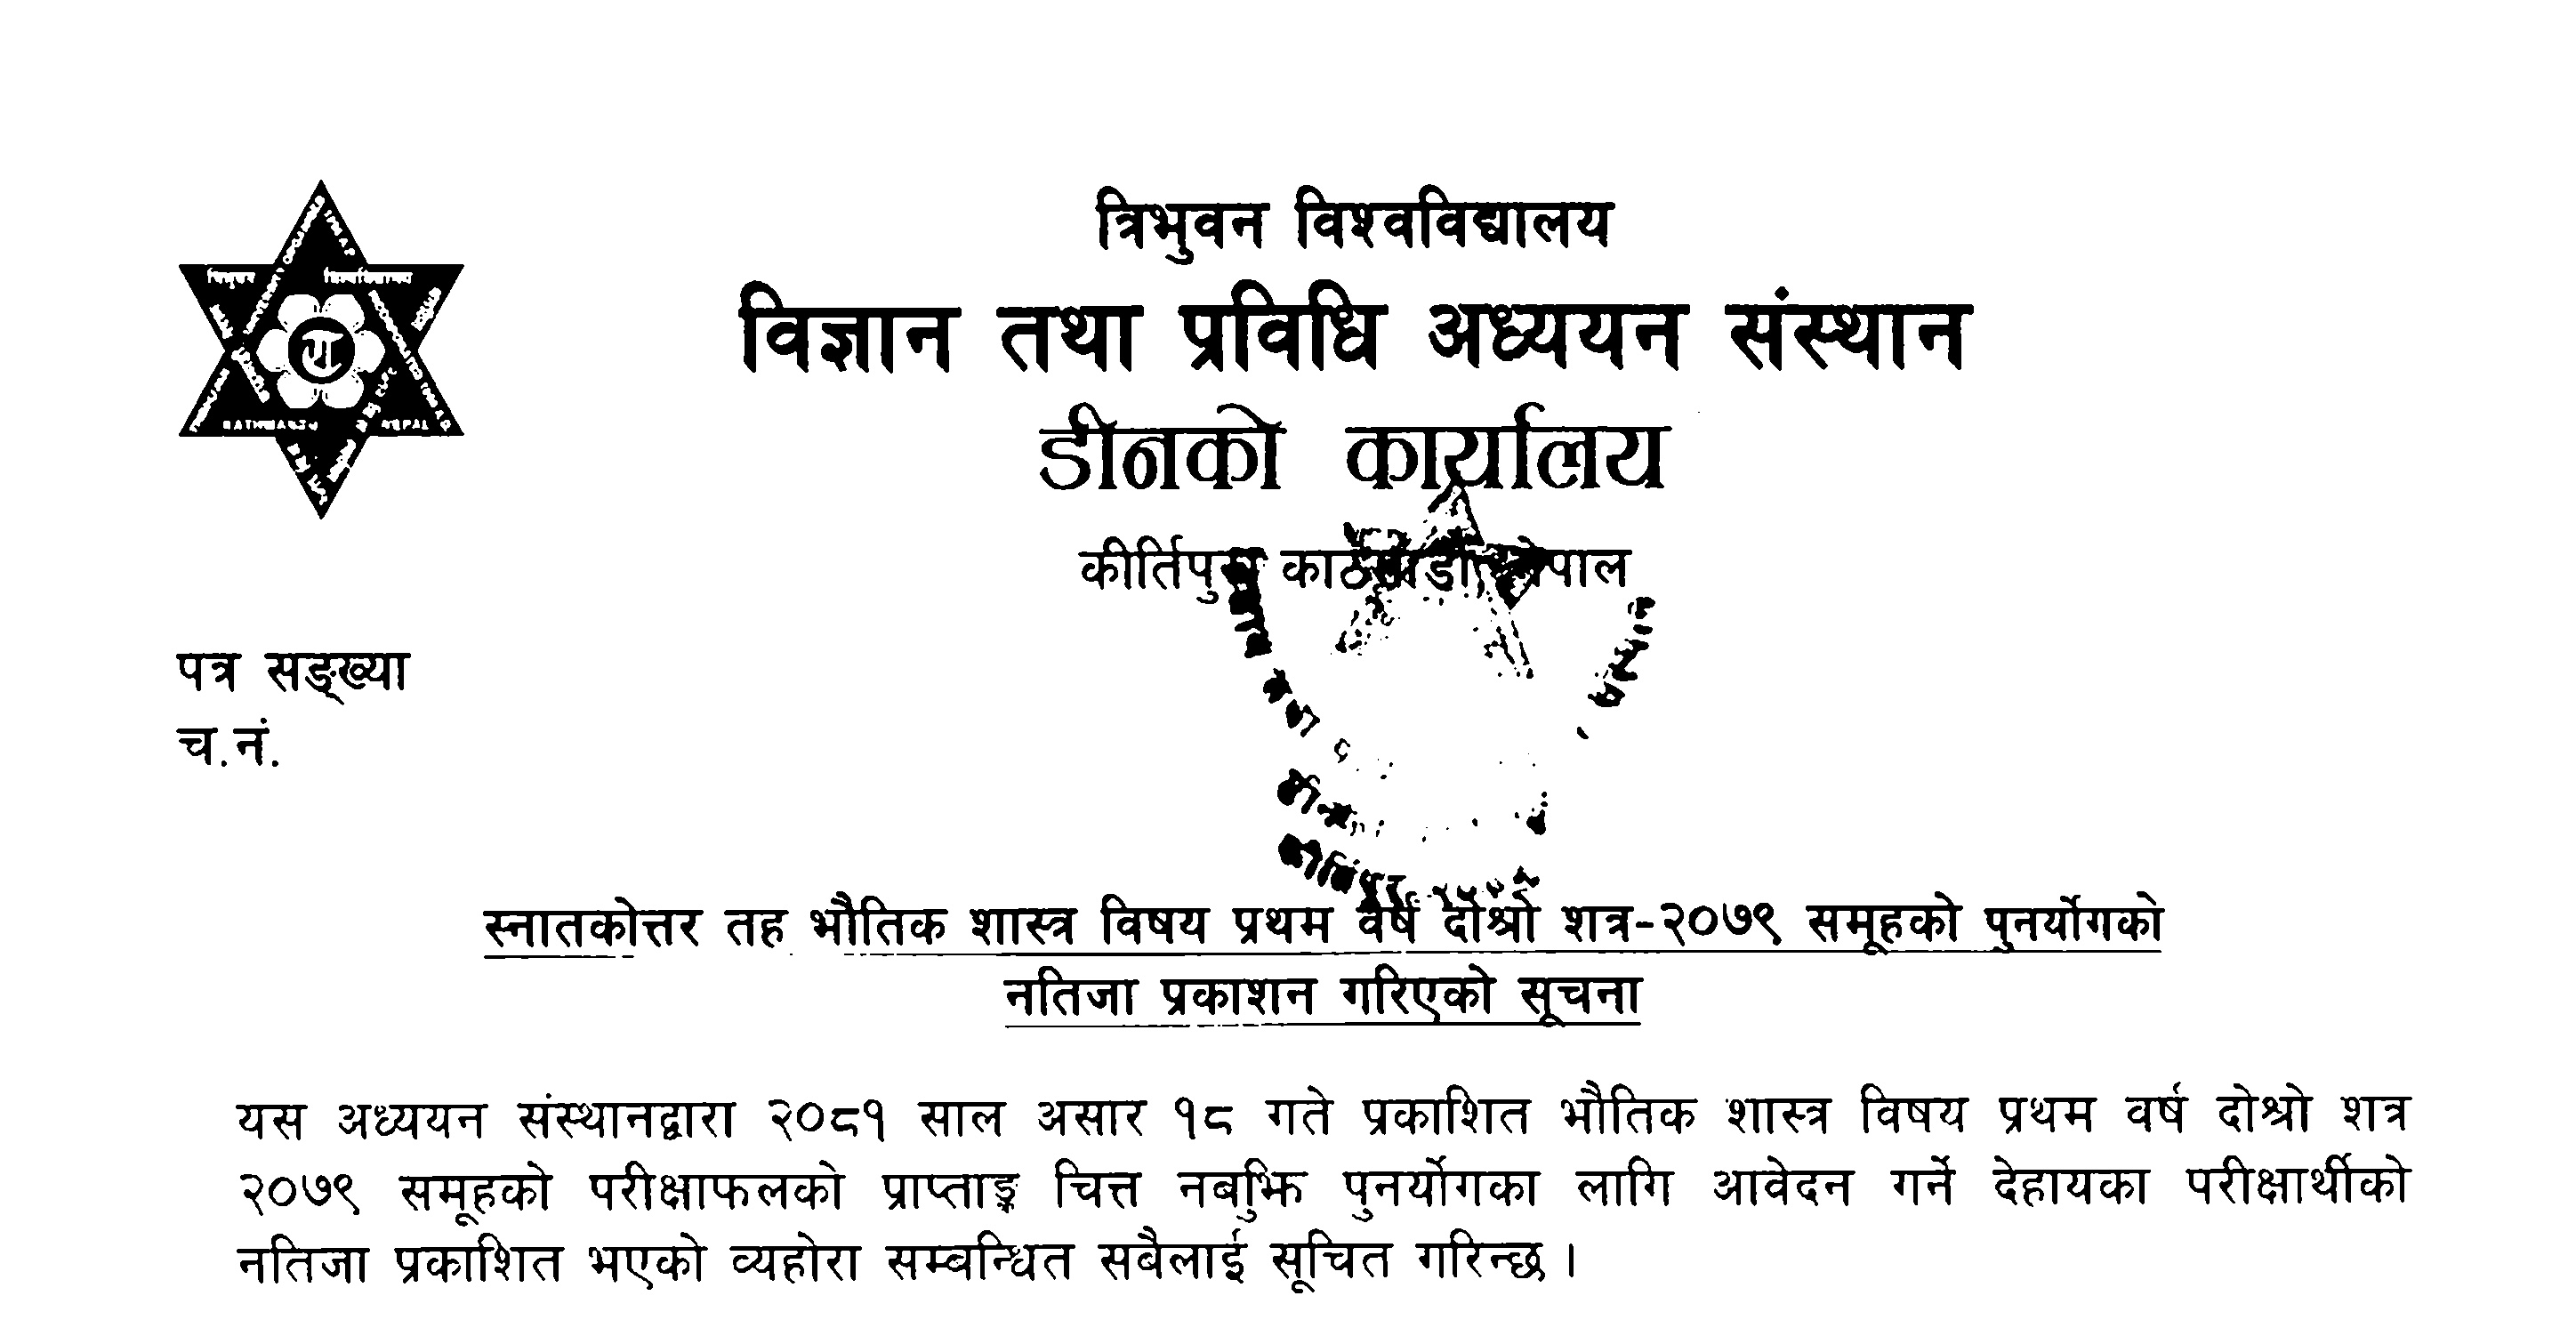 त्रिभुवन विश्वविद्यालय
विज्ञान तथा प्रविधि अध्ययन संस्थान
डीनको कार्यालय
कीर्तिपुर, काठमाडौं, नेपाल
पत्र सङ्ख्या
च.नं.
स्नातकोत्तर तह भौतिक शास्त्र विषय प्रथम वर्ष दोश्रो शत्र-२०७९ समूहको पुनर्योगको
नतिजा प्रकाशन गरिएको सूचना
यस अध्ययन संस्थानद्वारा २०८१ साल असार १८ गते प्रकाशित भौतिक शास्त्र विषय प्रथम वर्ष दोश्रो शत्र
२०७९ समूहको परीक्षाफलको प्राप्ताङ्क चित्त नबुझि पुनर्योगका लागि आवेदन गर्ने देहायका परीक्षार्थीको
नतिजा प्रकाशित भएको व्यहोरा सम्बन्धित सबैलाई सूचित गरिन्छ ।